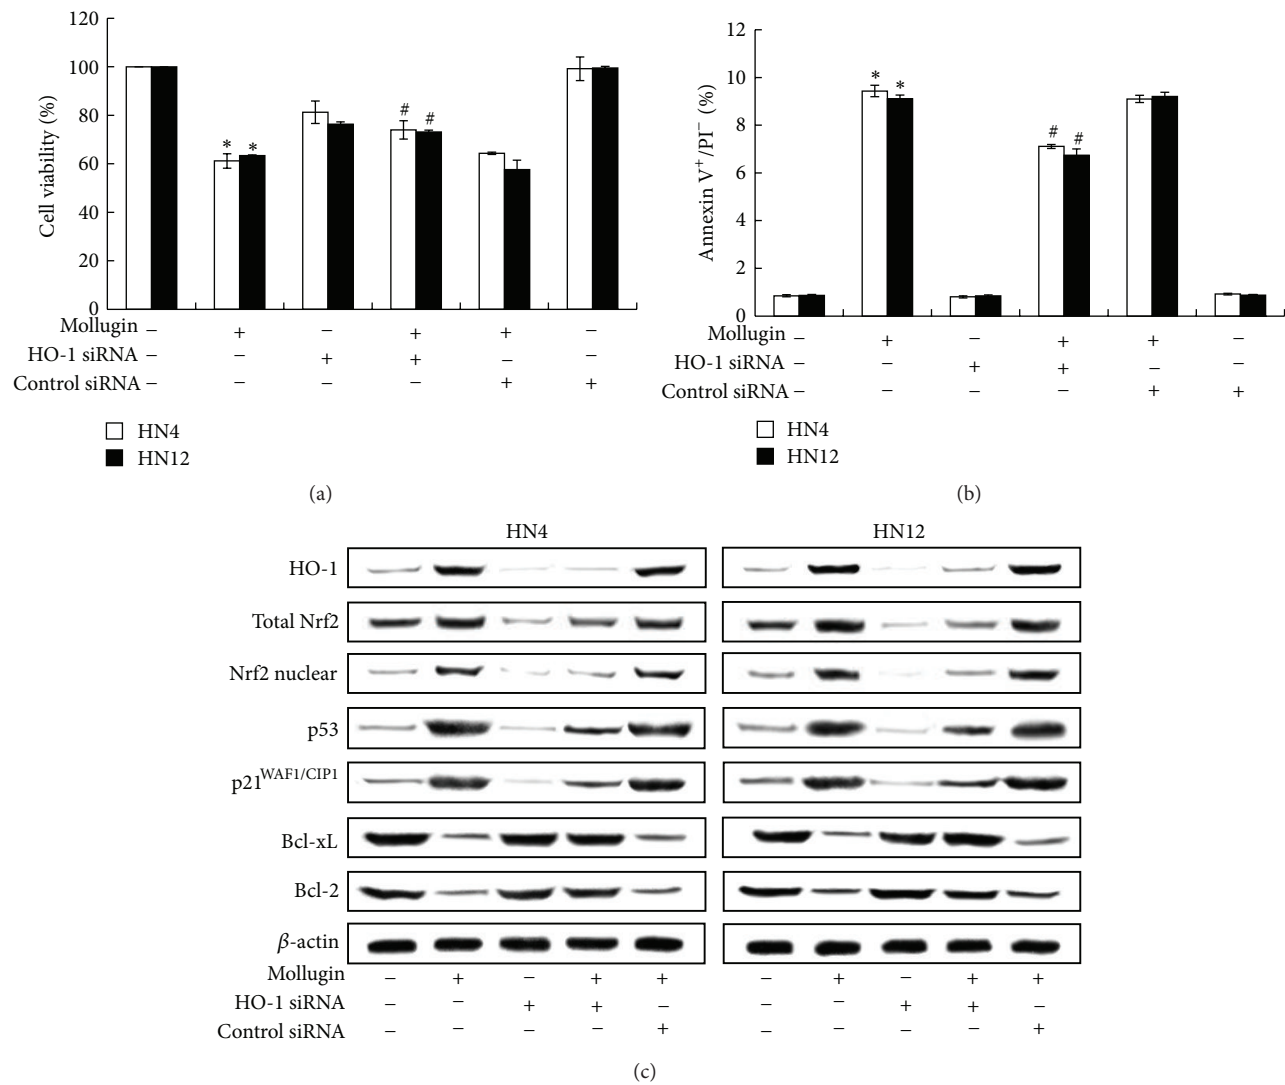 120
100
80
60
40
20
0
Cell viability (%)
* *
# #
Mollugin – + – + + –
HO-1 siRNA – – + + – –
Control siRNA – – – – + +
HN4
HN12
(a)
12
10
8
6
4
2
0
Annexin V⁺/PI⁻ (%)
* *
# #
Mollugin – + – + + –
HO-1 siRNA – – + + – –
Control siRNA – – – – + +
HN4
HN12
(b)
HN4 HN12
HO-1
Total Nrf2
Nrf2 nuclear
p53
p21^WAF1/CIP1
Bcl-xL
Bcl-2
β-actin
Mollugin – + – + + – + – + +
HO-1 siRNA – – + + – – – + + –
Control siRNA – – – – + – – – – +
(c)